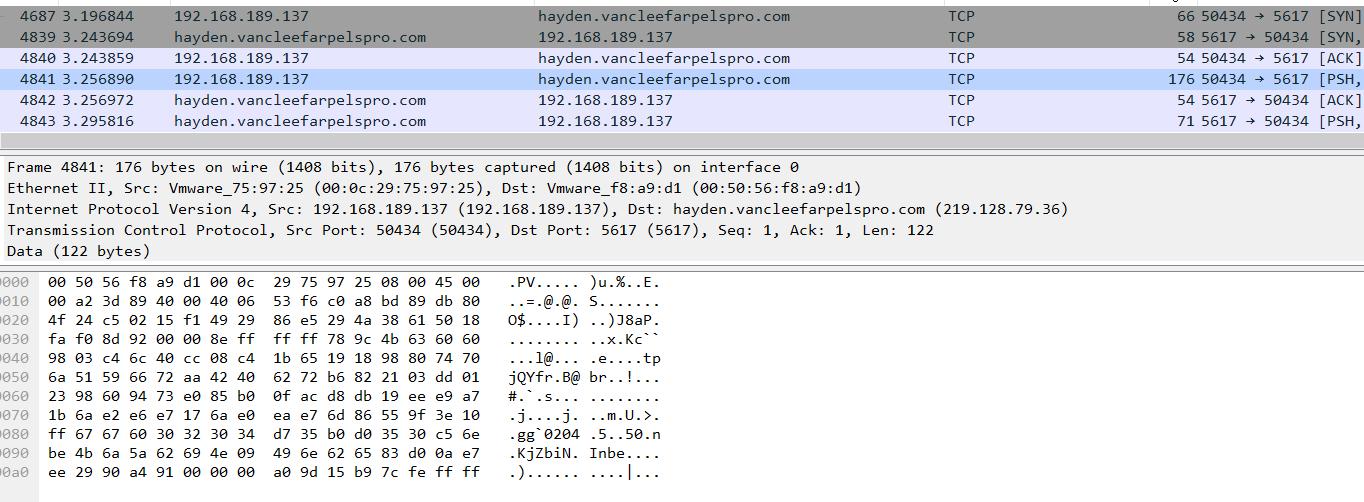 4687 3.196844 192.168.189.137 hayden.vancleefarpelspro.com TCP 66 50434 → 5617 [SYN]
4839 3.243694 hayden.vancleefarpelspro.com 192.168.189.137 TCP 58 5617 → 50434 [SYN,
4840 3.243859 192.168.189.137 hayden.vancleefarpelspro.com TCP 54 50434 → 5617 [ACK]
4841 3.256890 192.168.189.137 hayden.vancleefarpelspro.com TCP 176 50434 → 5617 [PSH,
4842 3.256972 hayden.vancleefarpelspro.com 192.168.189.137 TCP 54 5617 → 50434 [ACK]
4843 3.295816 hayden.vancleefarpelspro.com 192.168.189.137 TCP 71 5617 → 50434 [PSH,
Frame 4841: 176 bytes on wire (1408 bits), 176 bytes captured (1408 bits) on interface 0
Ethernet II, Src: Vmware_75:97:25 (00:0c:29:75:97:25), Dst: Vmware_f8:a9:d1 (00:50:56:f8:a9:d1)
Internet Protocol Version 4, Src: 192.168.189.137 (192.168.189.137), Dst: hayden.vancleefarpelspro.com (219.128.79.36)
Transmission Control Protocol, Src Port: 50434 (50434), Dst Port: 5617 (5617), Seq: 1, Ack: 1, Len: 122
Data (122 bytes)
0000 00 50 56 f8 a9 d1 00 0c 29 75 97 25 08 00 45 00 .PV..... )u.%..E.
0010 00 a2 3d 89 40 00 40 06 53 f6 c0 a8 bd 89 db 80 ..=.@.@. S.......
0020 4f 24 c5 02 15 f1 49 29 86 e5 29 4a 38 61 50 18 O$....I) ..)J8aP.
0030 fa f0 8d 92 00 00 8e ff ff ff 78 9c 4b 63 60 60 ........ ..x.Kc``
0040 98 03 c4 6c 40 cc 08 c4 1b 65 19 18 98 80 74 70 ...l@... .e....tp
0050 6a 51 59 66 72 aa 42 40 62 72 b6 82 21 03 dd 01 jQYfr.B@ br..!...
0060 23 98 60 94 73 e0 85 b0 0f ac d8 db 19 ee e9 a7 #.`.s... ........
0070 1b 6a e2 e6 e7 17 6a e0 ea e7 6d 86 55 9f 3e 10 .j....j. ..m.U.>.
0080 ff 67 67 60 30 32 30 34 d7 35 b0 d0 35 30 c5 6e .gg`0204 .5..50.n
0090 be 4b 6a 5a 62 69 4e 09 49 6e 62 65 83 d0 0a e7 .KjZbiN. Inbe....
00a0 ee 29 90 a4 91 00 00 00 a0 9d 15 b9 7c fe ff ff .)...... ....|...